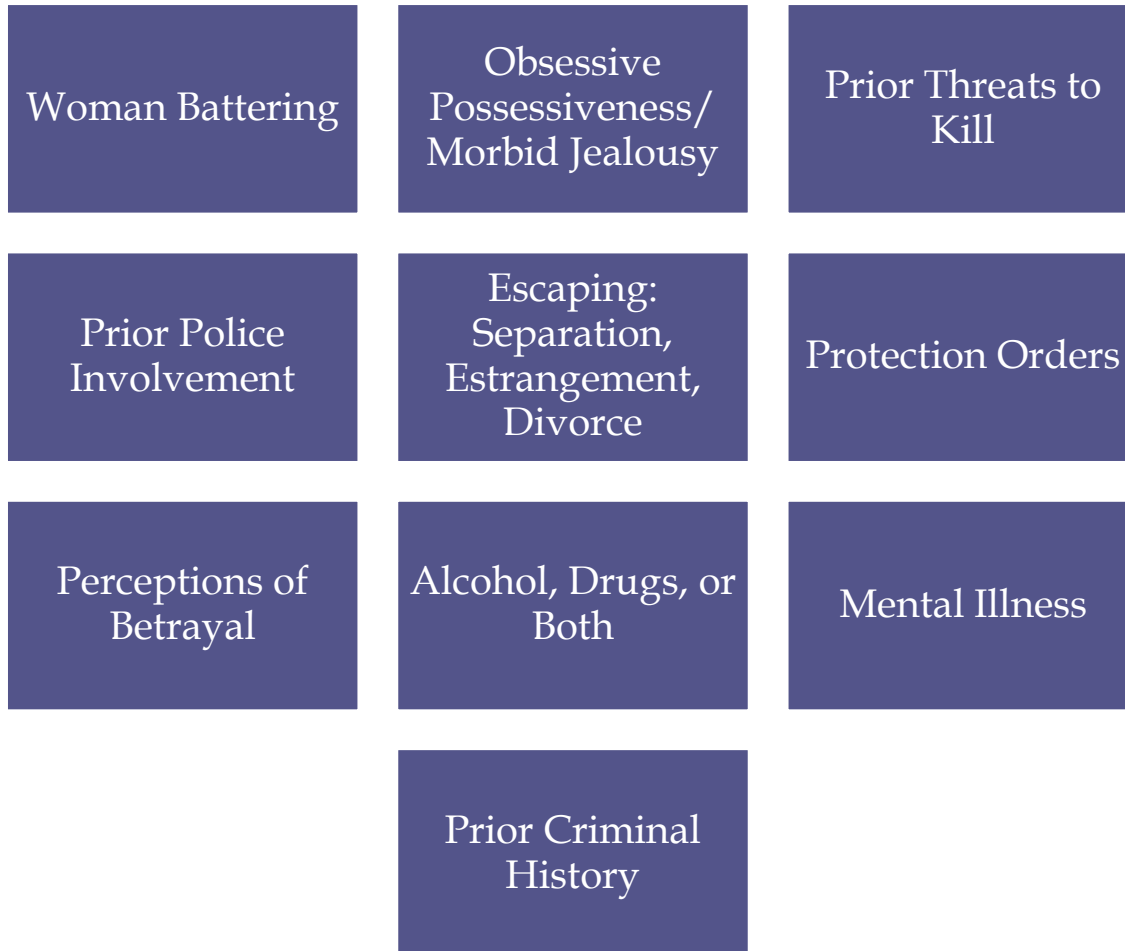 Woman Battering
Obsessive
Possessiveness/
Morbid Jealousy
Prior Threats to
Kill
Prior Police
Involvement
Escaping:
Separation,
Estrangement,
Divorce
Protection Orders
Perceptions of
Betrayal
Alcohol, Drugs, or
Both
Mental Illness
Prior Criminal
History